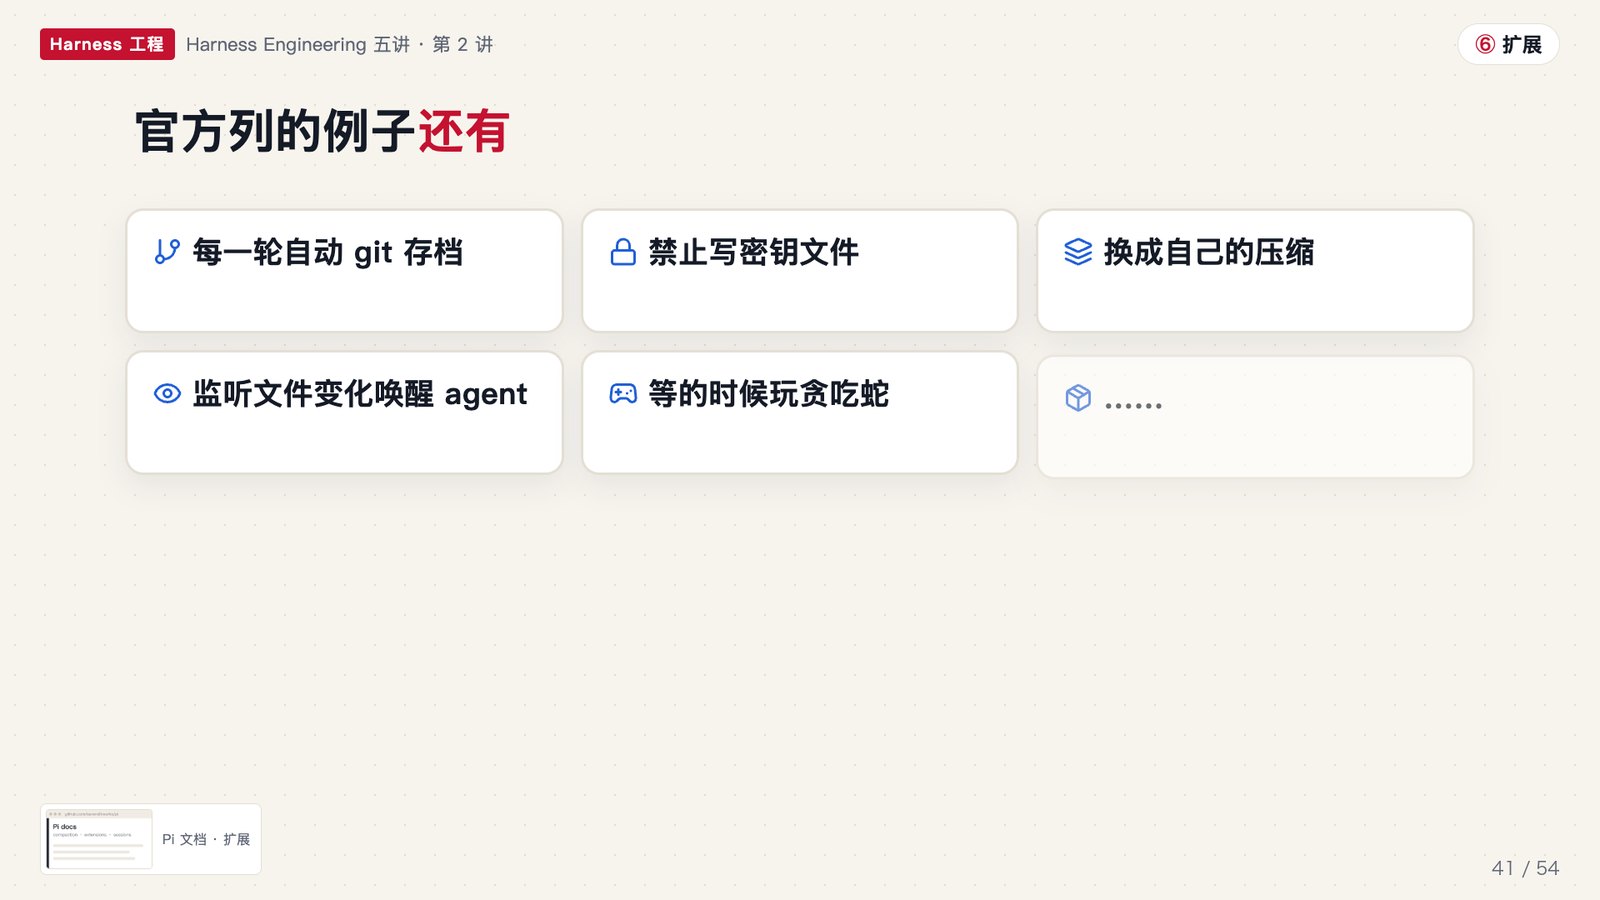 Harness 工程
Harness Engineering 五讲 · 第 2 讲
⑥ 扩展
官方列的例子还有
每一轮自动 git 存档
禁止写密钥文件
换成自己的压缩
监听文件变化唤醒 agent
等的时候玩贪吃蛇
......
Pi docs
Pi 文档 · 扩展
41 / 54